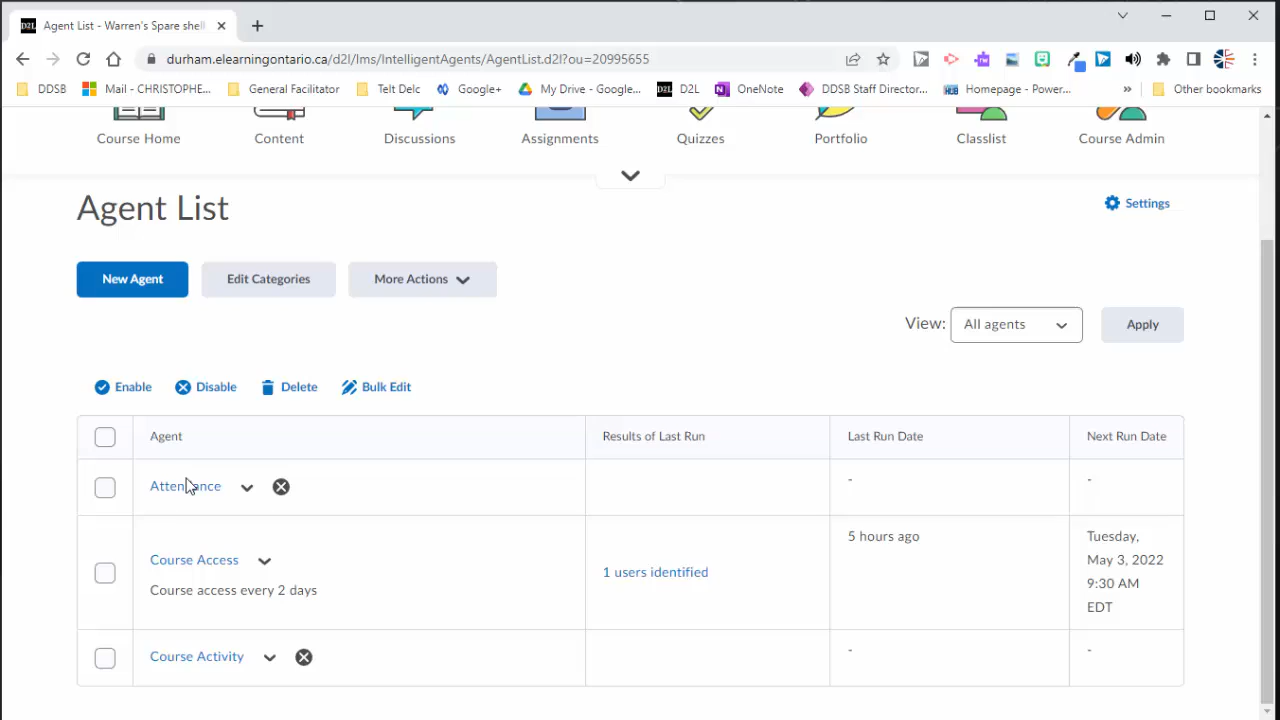 D2L Agent List - Warren's Spare shell
durham.elearningontario.ca/d2l/lms/IntelligentAgents/AgentList.d2l?ou=20995655
DDSB Mail - CHRISTOPHE... General Facilitator Telt Delc Google+ My Drive - Google... D2L D2L OneNote DDSB Staff Director... Homepage - Power... » Other bookmarks
Course Home Content Discussions Assignments Quizzes Portfolio Classlist Course Admin
Agent List
Settings
New Agent Edit Categories More Actions
View: All agents Apply
Enable Disable Delete Bulk Edit
Agent Results of Last Run Last Run Date Next Run Date
Attendance - -
Course Access
Course access every 2 days
1 users identified
5 hours ago
Tuesday,
May 3, 2022
9:30 AM
EDT
Course Activity - -